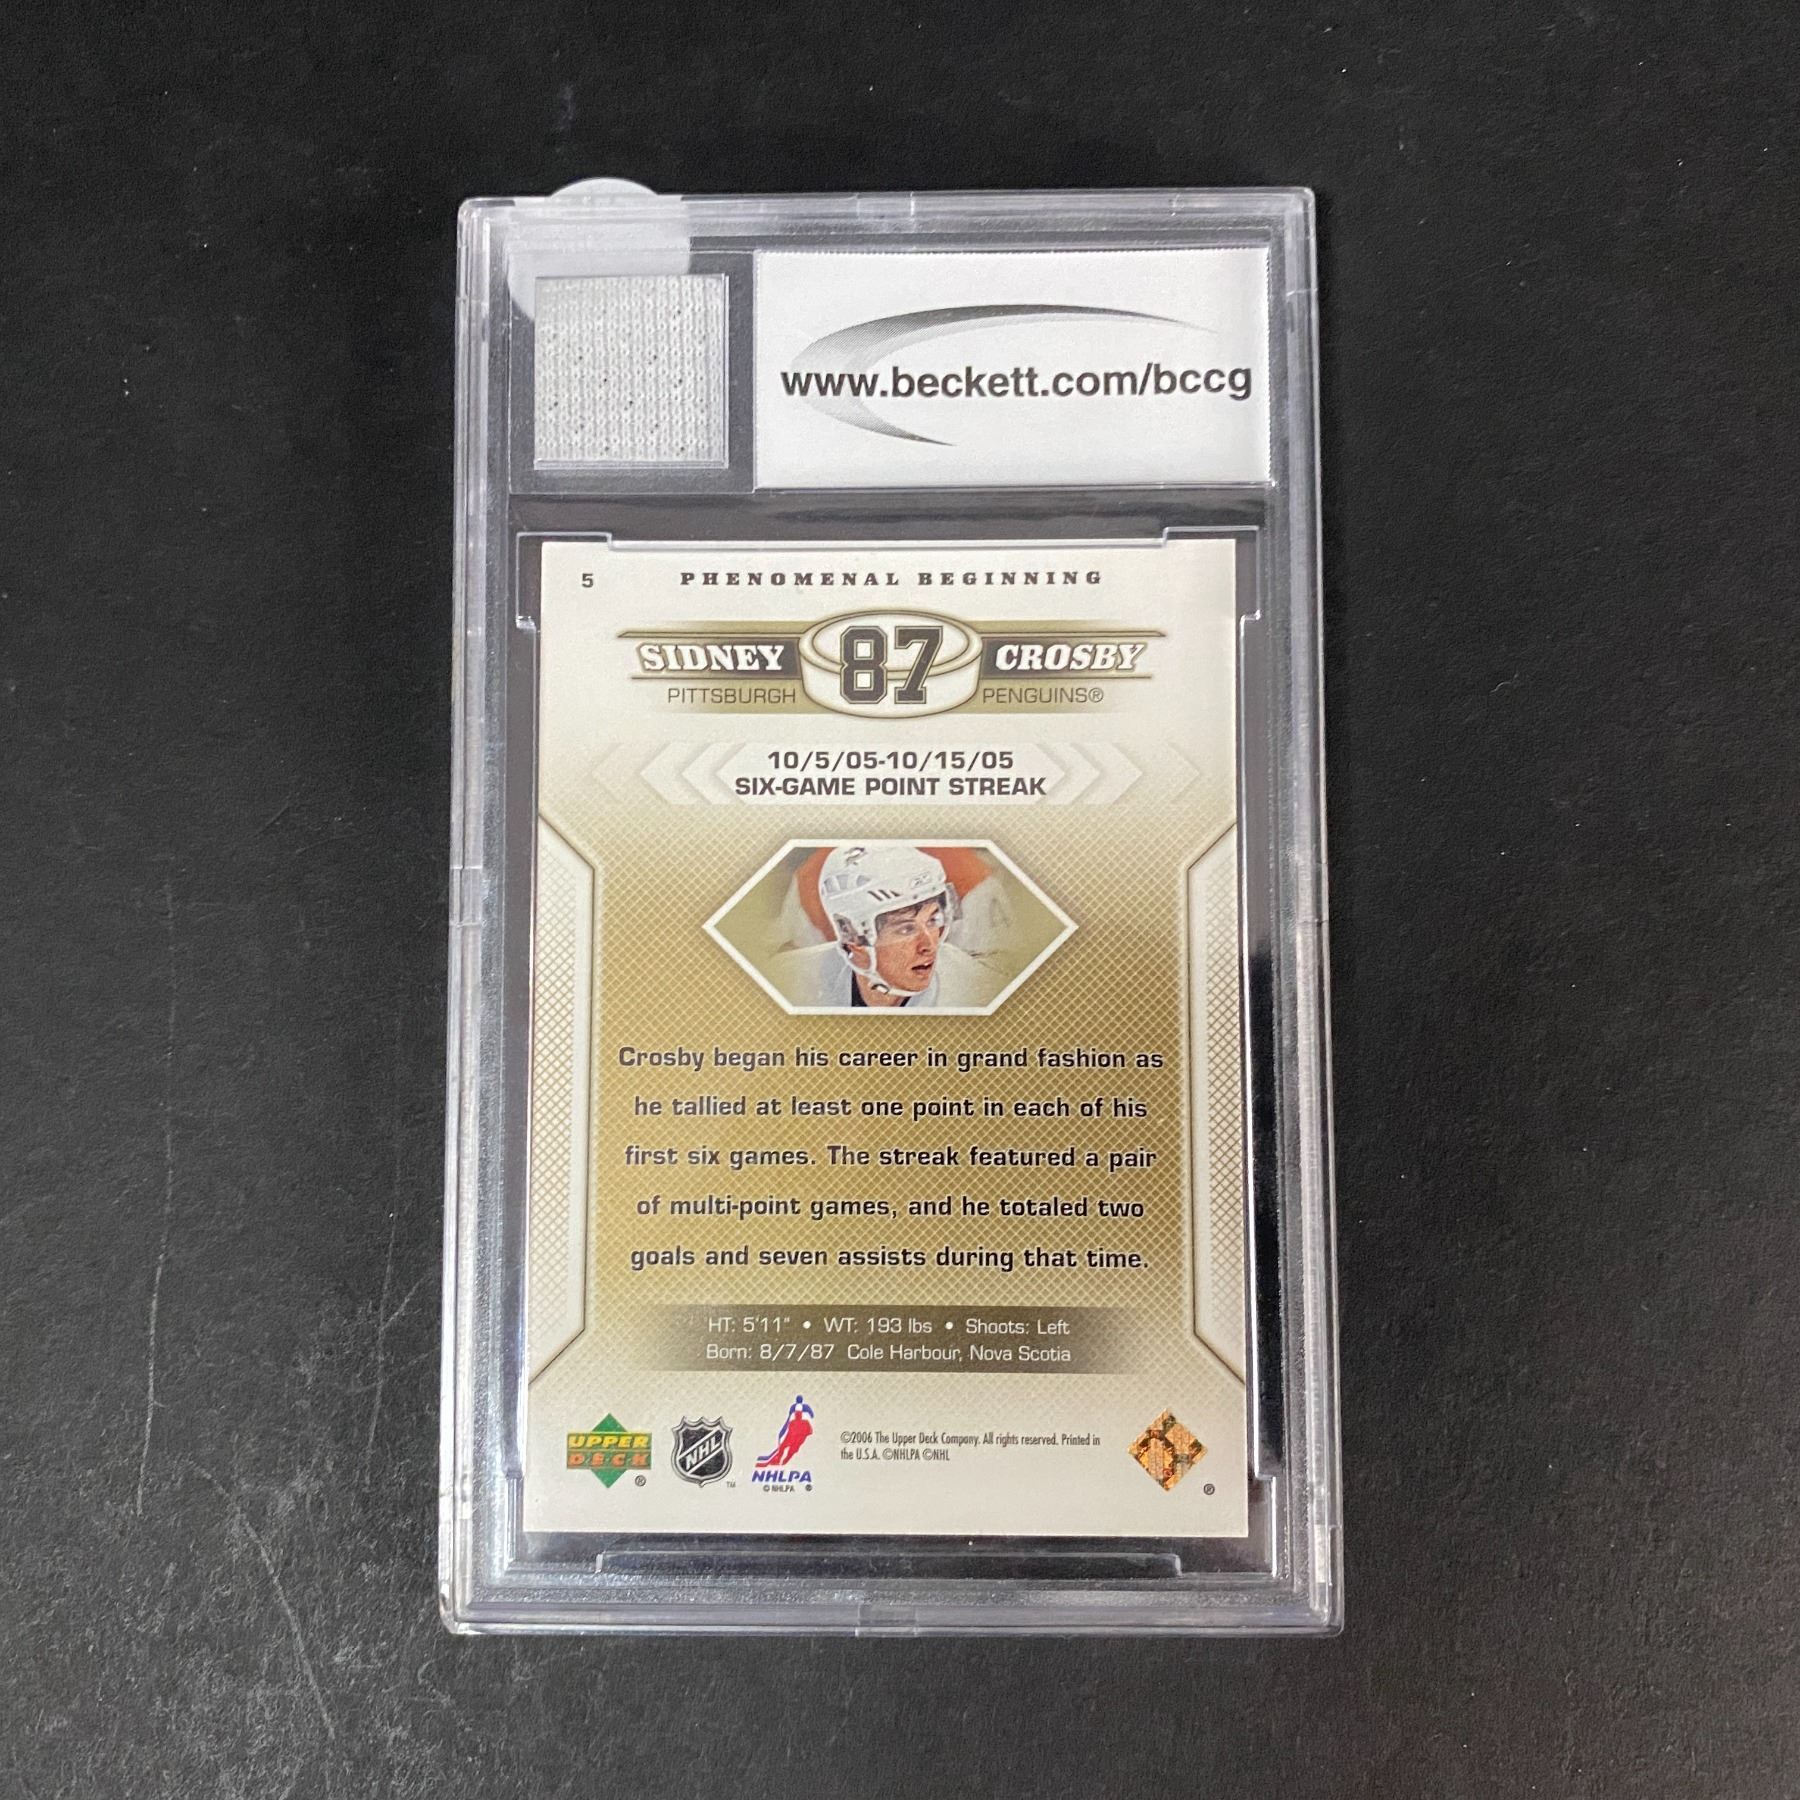 www.beckett.com/bccg
5 PHENOMENAL BEGINNING
SIDNEY 87 CROSBY
PITTSBURGH PENGUINS®
10/5/05-10/15/05
SIX-GAME POINT STREAK
Crosby began his career in grand fashion as
he tallied at least one point in each of his
first six games. The streak featured a pair
of multi-point games, and he totaled two
goals and seven assists during that time.
HT: 5'11" • WT: 193 lbs • Shoots: Left
Born: 8/7/87 Cole Harbour, Nova Scotia
UPPER
DECK
®
NHL
TM
NHLPA
© NHLPA ®
©2006 The Upper Deck Company. All rights reserved. Printed in
the U.S.A. ©NHLPA ©NHL
®